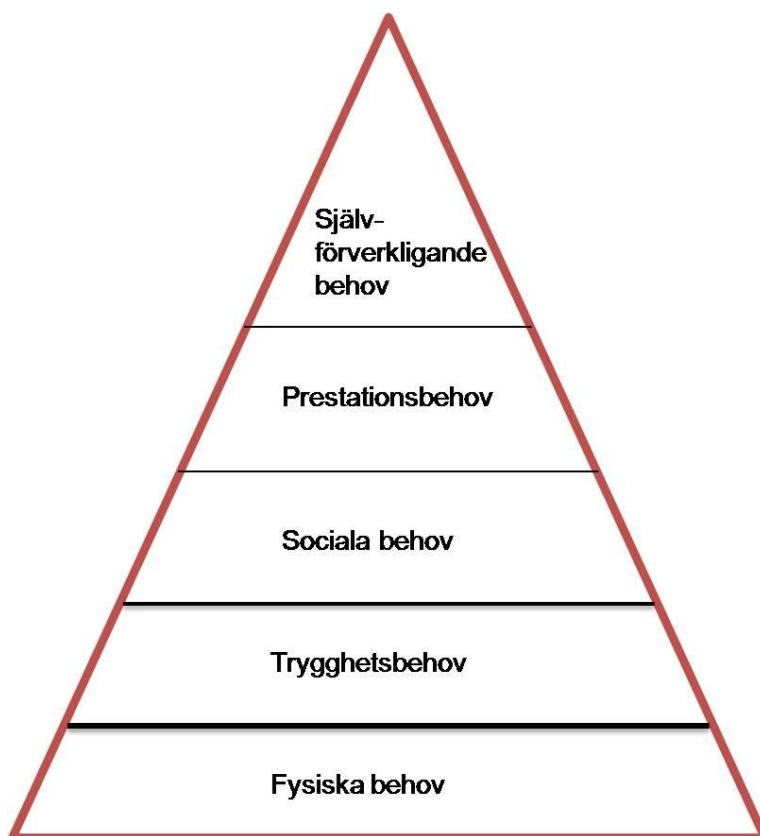 Själv-
förverkligande
behov
Prestationsbehov
Sociala behov
Trygghetsbehov
Fysiska behov